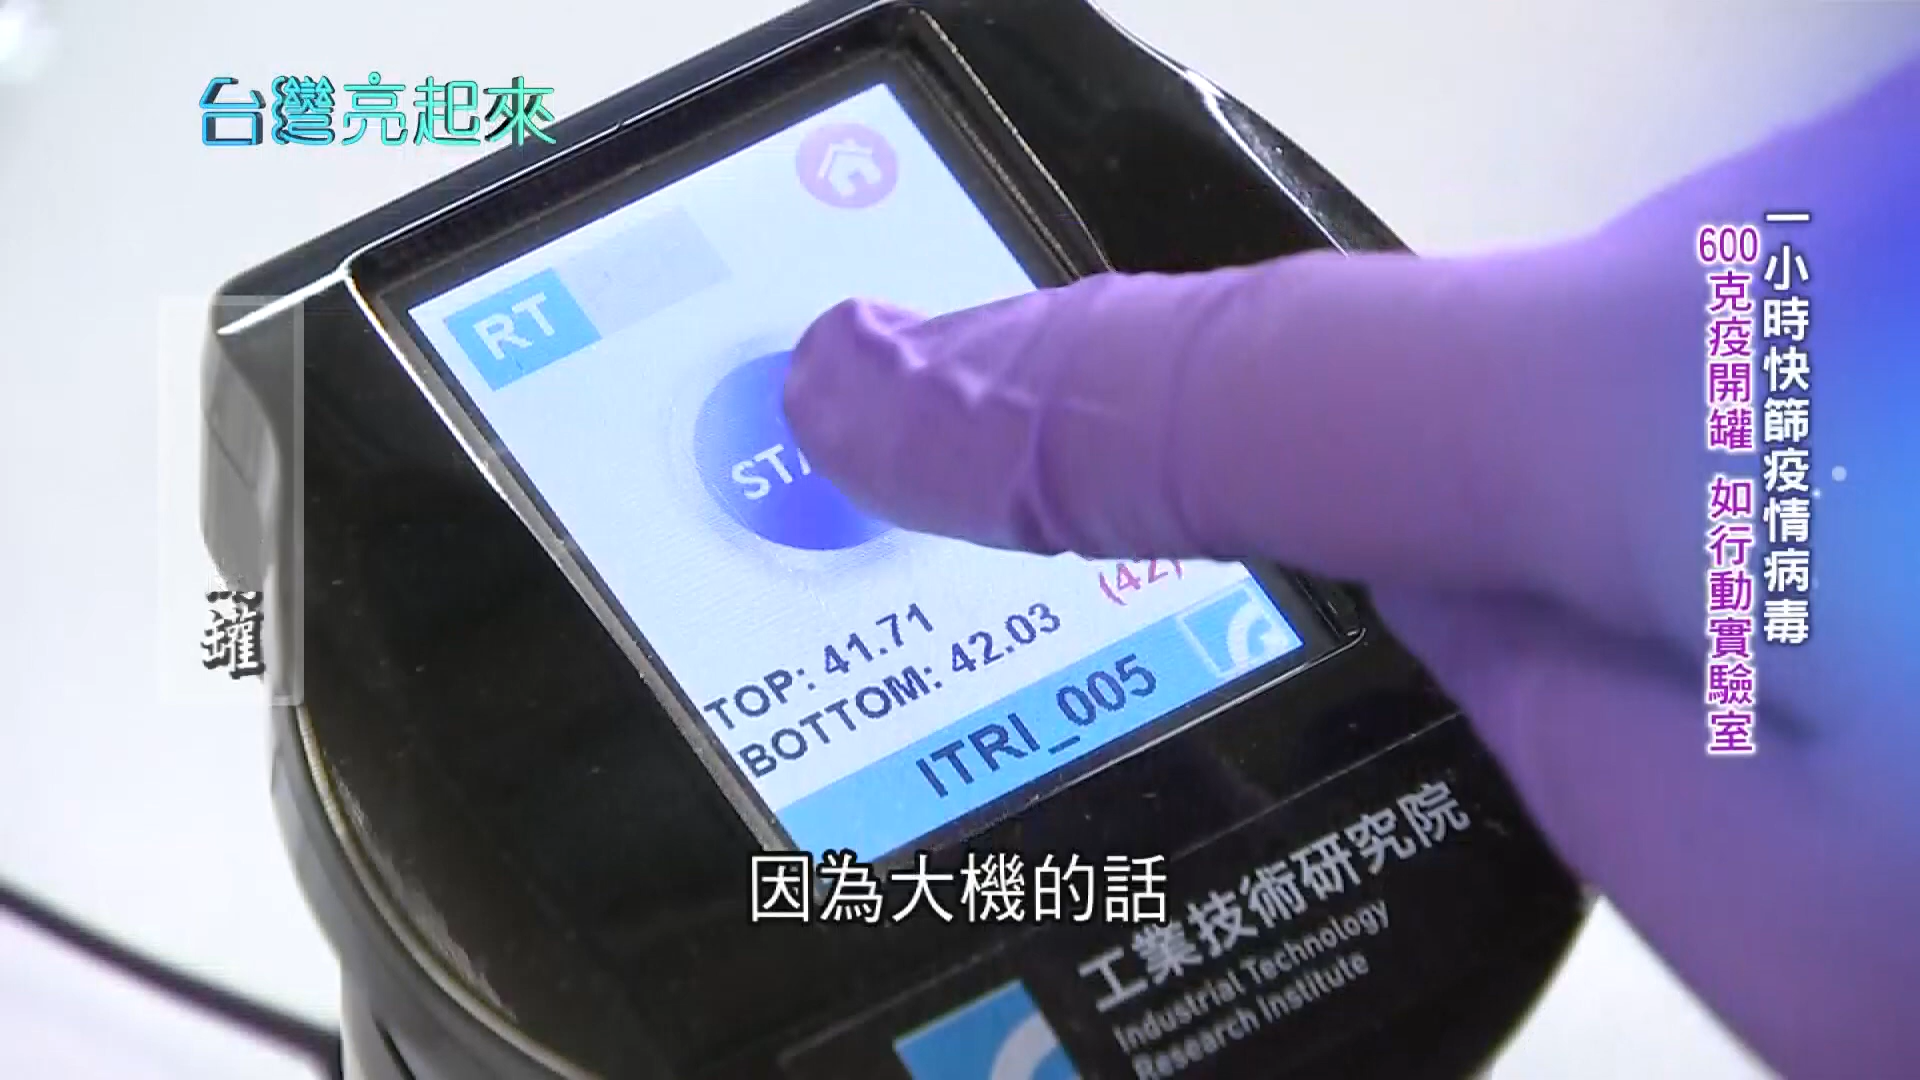 台灣亮起來
一小時快篩疫情病毒
600克疫開罐 如行動實驗室
罐
RT
(42)
TOP: 41.71
BOTTOM: 42.03
ITRI_005
因為大機的話
工業技術研究院
Industrial Technology
Research Institute